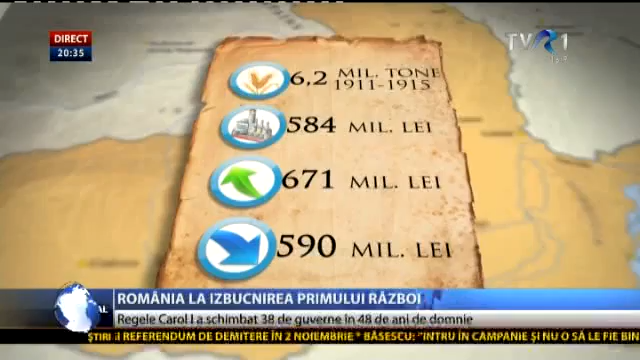 DIRECT
20:35
TVR1
6,2 MIL. TONE
1911-1915
584 MIL. LEI
671 MIL. LEI
590 MIL. LEI
ROMÂNIA LA IZBUCNIREA PRIMULUI RĂZBOI
Regele Carol I a schimbat 38 de guverne în 48 de ani de domnie
ȘTIRI REFERENDUM DE DEMITERE ÎN 2 NOIEMBRIE * BĂSESCU: "INTRU ÎN CAMPANIE ȘI NU O SĂ LE FIE BIN